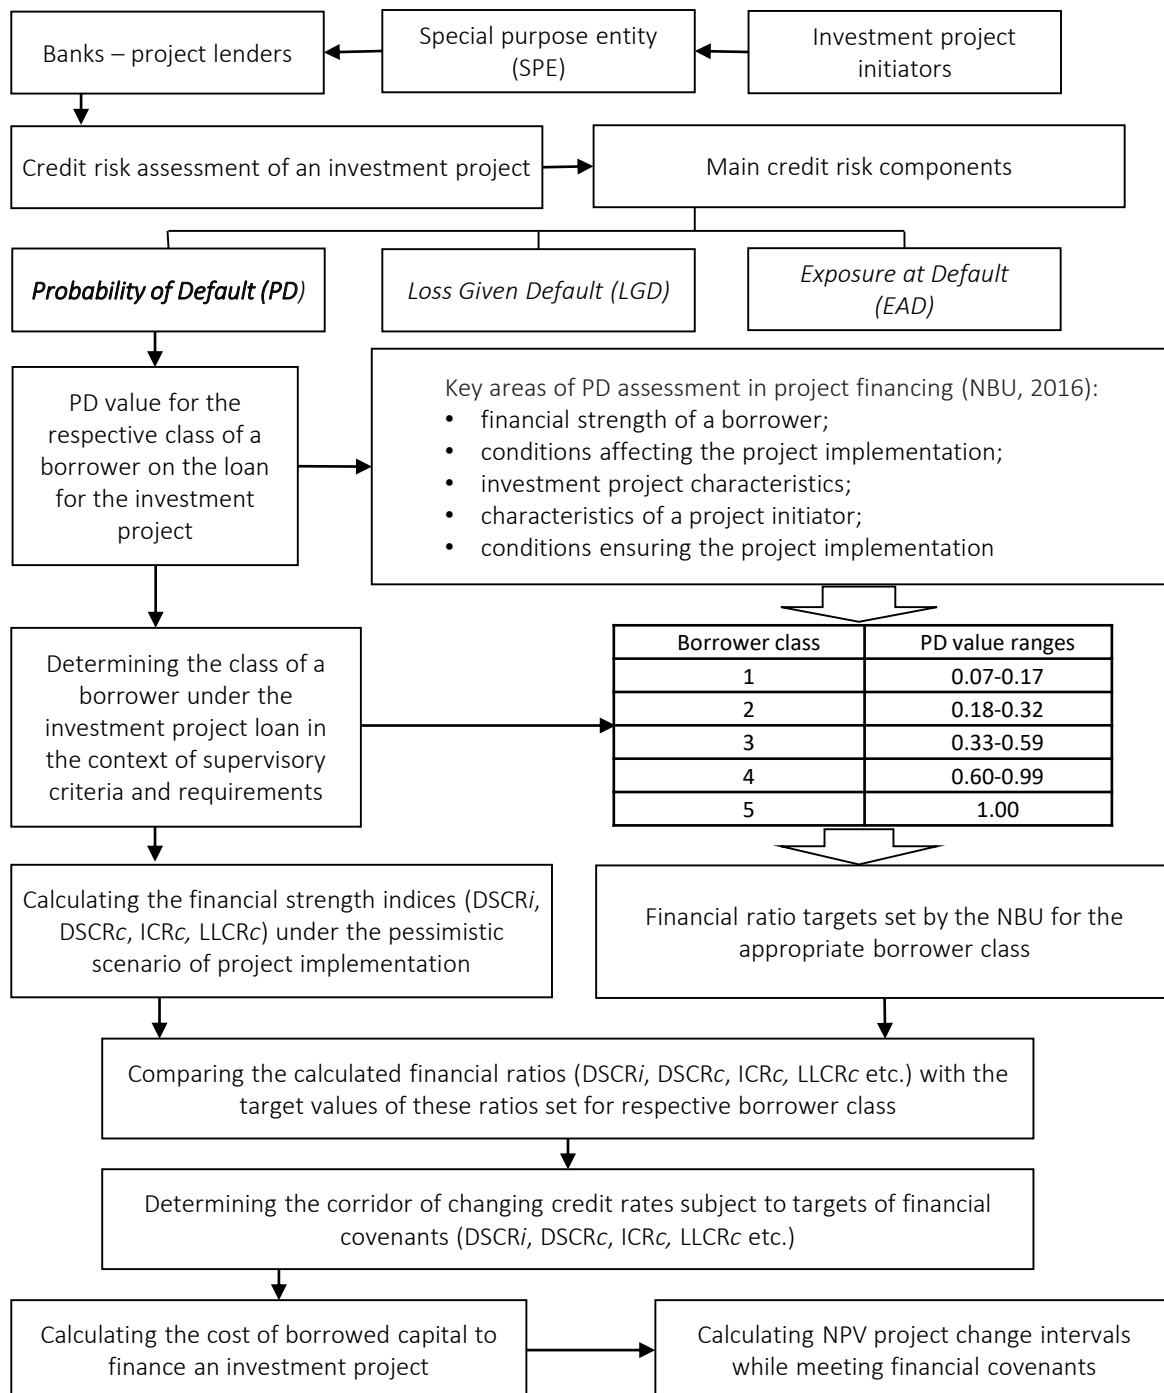 Banks – project lenders
Special purpose entity
(SPE)
Investment project
initiators
Credit risk assessment of an investment project
Main credit risk components
Probability of Default (PD)
Loss Given Default (LGD)
Exposure at Default
(EAD)
PD value for the
respective class of a
borrower on the loan
for the investment
project
Key areas of PD assessment in project financing (NBU, 2016):
• financial strength of a borrower;
• conditions affecting the project implementation;
• investment project characteristics;
• characteristics of a project initiator;
• conditions ensuring the project implementation
Determining the class of a
borrower under the
investment project loan in
the context of supervisory
criteria and requirements
Borrower class PD value ranges
1 0.07-0.17
2 0.18-0.32
3 0.33-0.59
4 0.60-0.99
5 1.00
Calculating the financial strength indices (DSCRi,
DSCRc, ICRc, LLCRc) under the pessimistic
scenario of project implementation
Financial ratio targets set by the NBU for the
appropriate borrower class
Comparing the calculated financial ratios (DSCRi, DSCRc, ICRc, LLCRc etc.) with the
target values of these ratios set for respective borrower class
Determining the corridor of changing credit rates subject to targets of financial
covenants (DSCRi, DSCRc, ICRc, LLCRc etc.)
Calculating the cost of borrowed capital to
finance an investment project
Calculating NPV project change intervals
while meeting financial covenants